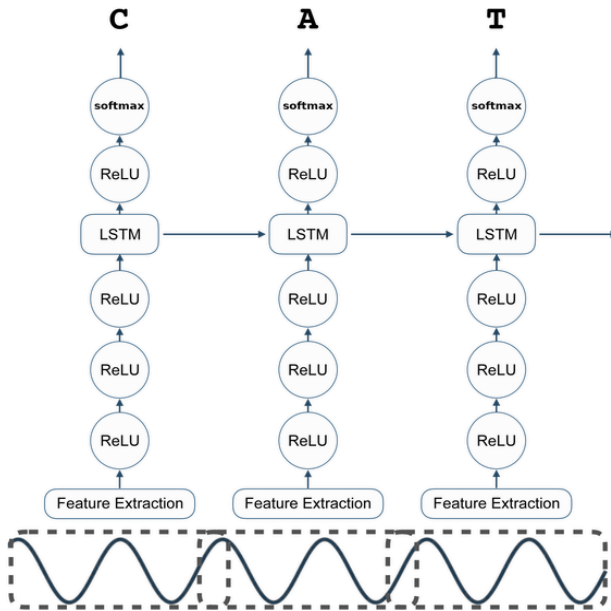 C A T
softmax softmax softmax
ReLU ReLU ReLU
LSTM LSTM LSTM
ReLU ReLU ReLU
ReLU ReLU ReLU
ReLU ReLU ReLU
Feature Extraction Feature Extraction Feature Extraction